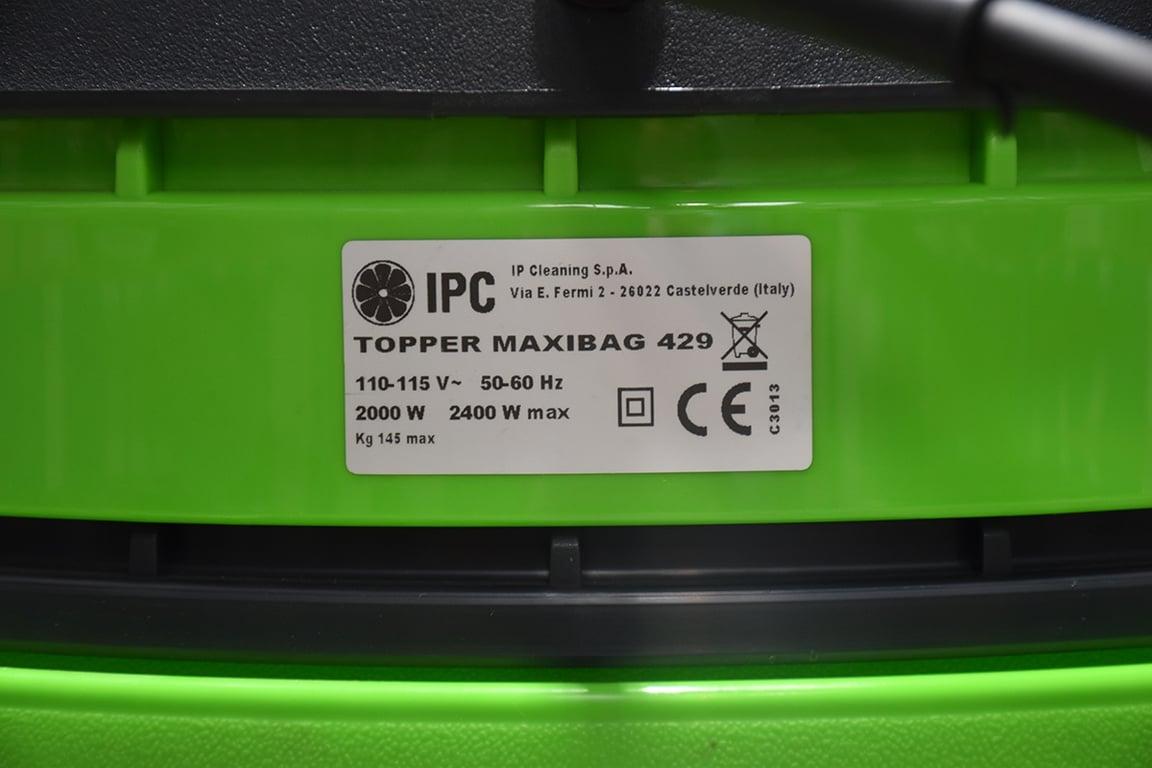 IPC
IP Cleaning S.p.A.
Via E. Fermi 2 - 26022 Castelverde (Italy)
TOPPER MAXIBAG 429
110-115 V~ 50-60 Hz
2000 W 2400 W max
Kg 145 max
CE
C3013